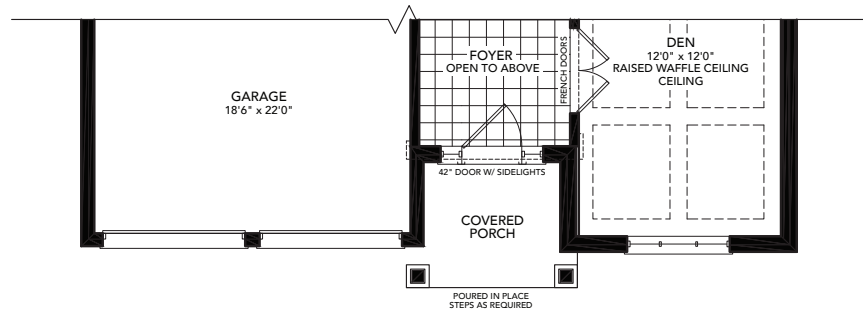 GARAGE
18'6" x 22'0"
FOYER
OPEN TO ABOVE
FRENCH DOORS
DEN
12'0" x 12'0"
RAISED WAFFLE CEILING
CEILING
42" DOOR W/ SIDELIGHTS
COVERED
PORCH
POURED IN PLACE
STEPS AS REQUIRED